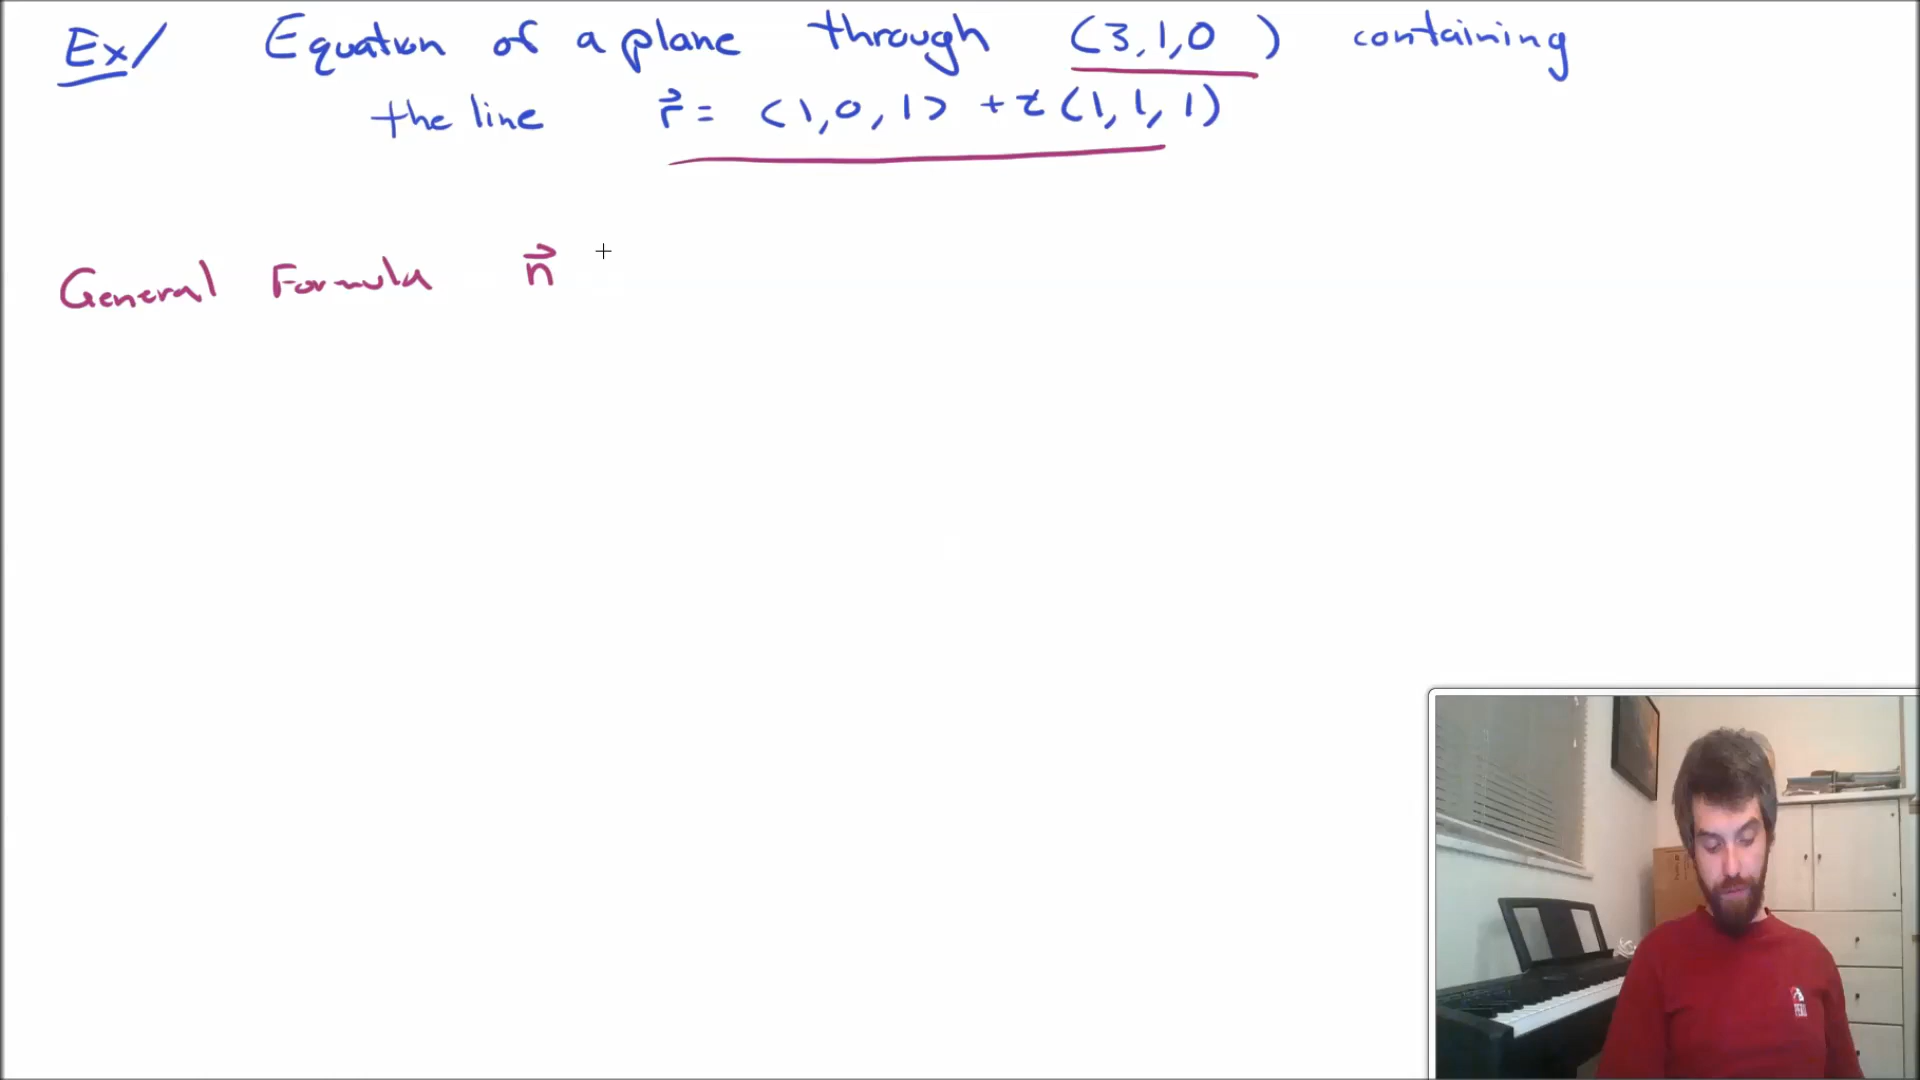 Ex/ Equation of a plane through (3,1,0) containing
the line r⃗ = <1,0,1> + t(1,1,1)
General Formula n⃗